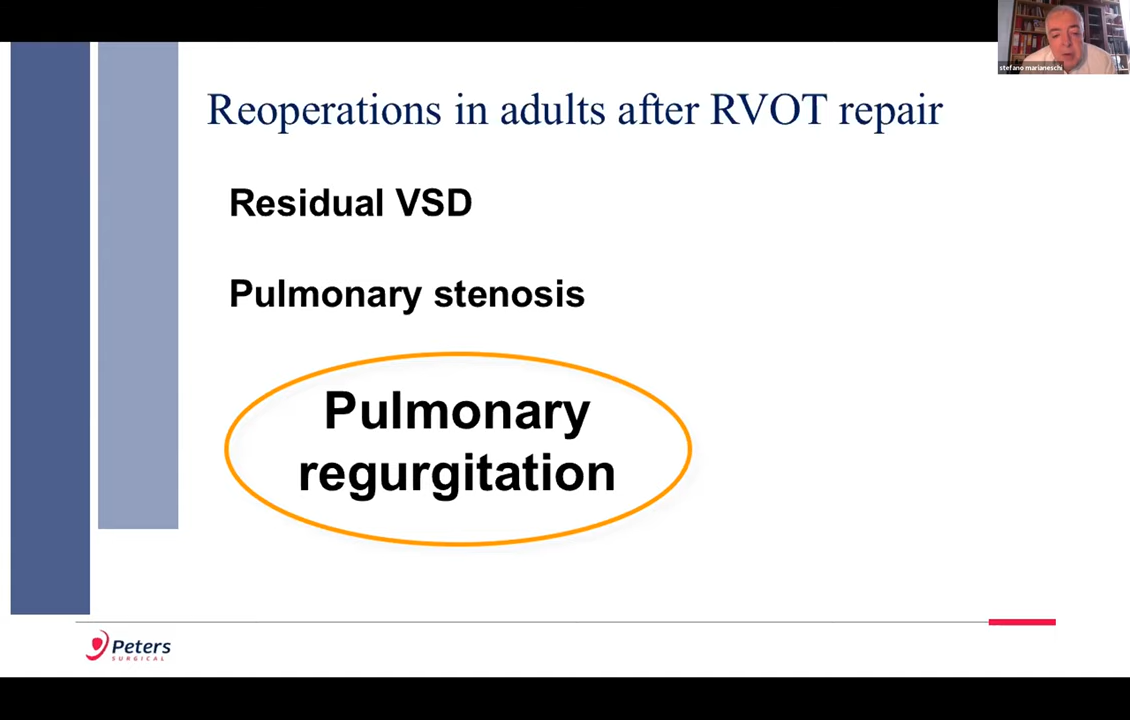 stefano marianeschi
Reoperations in adults after RVOT repair
Residual VSD
Pulmonary stenosis
Pulmonary
regurgitation
Peters
SURGICAL